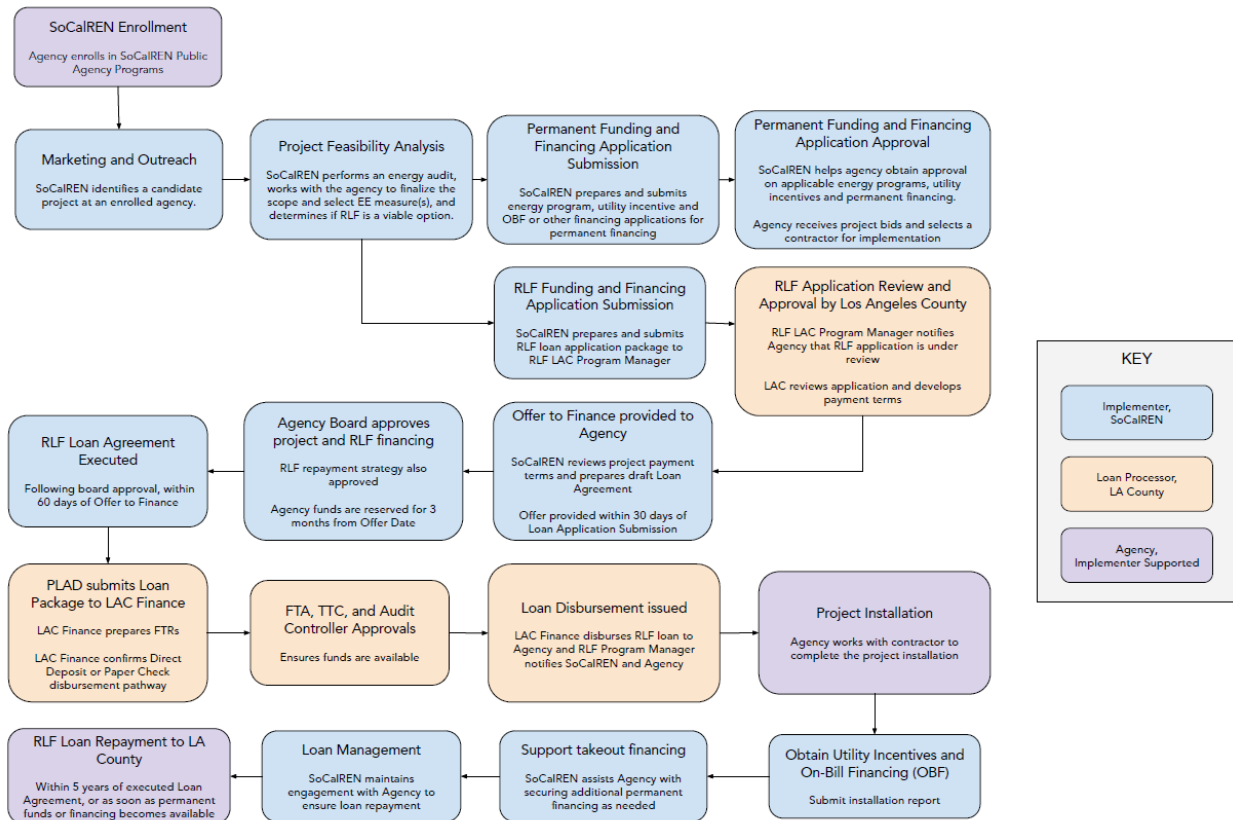 SoCalREN Enrollment
Agency enrolls in SoCalREN Public
Agency Programs
Marketing and Outreach
SoCalREN identifies a candidate
project at an enrolled agency.
Project Feasibility Analysis
SoCalREN performs an energy audit,
works with the agency to finalize the
scope and select EE measure(s), and
determines if RLF is a viable option.
Permanent Funding and
Financing Application
Submission
SoCalREN prepares and submits
energy program, utility incentive and
OBF or other financing applications for
permanent financing
Permanent Funding and Financing
Application Approval
SoCalREN helps agency obtain approval
on applicable energy programs, utility
incentives and permanent financing.
Agency receives project bids and selects a
contractor for implementation
RLF Funding and Financing
Application Submission
SoCalREN prepares and submits
RLF loan application package to
RLF LAC Program Manager
RLF Application Review and
Approval by Los Angeles County
RLF LAC Program Manager notifies
Agency that RLF application is under
review
LAC reviews application and develops
payment terms
KEY
Implementer,
SoCalREN
Loan Processor,
LA County
Agency,
Implementer Supported
Offer to Finance provided to
Agency
SoCalREN reviews project payment
terms and prepares draft Loan
Agreement
Offer provided within 30 days of
Loan Application Submission
Agency Board approves
project and RLF financing
RLF repayment strategy also
approved
Agency funds are reserved for 3
months from Offer Date
RLF Loan Agreement
Executed
Following board approval, within
60 days of Offer to Finance
PLAD submits Loan
Package to LAC Finance
LAC Finance prepares FTRs
LAC Finance confirms Direct
Deposit or Paper Check
disbursement pathway
FTA, TTC, and Audit
Controller Approvals
Ensures funds are available
Loan Disbursement issued
LAC Finance disburses RLF loan to
Agency and RLF Program Manager
notifies SoCalREN and Agency
Project Installation
Agency works with contractor to
complete the project installation
Obtain Utility Incentives and
On-Bill Financing (OBF)
Submit installation report
Support takeout financing
SoCalREN assists Agency with
securing additional permanent
financing as needed
Loan Management
SoCalREN maintains
engagement with Agency to
ensure loan repayment
RLF Loan Repayment to LA
County
Within 5 years of executed Loan
Agreement, or as soon as permanent
funds or financing becomes available